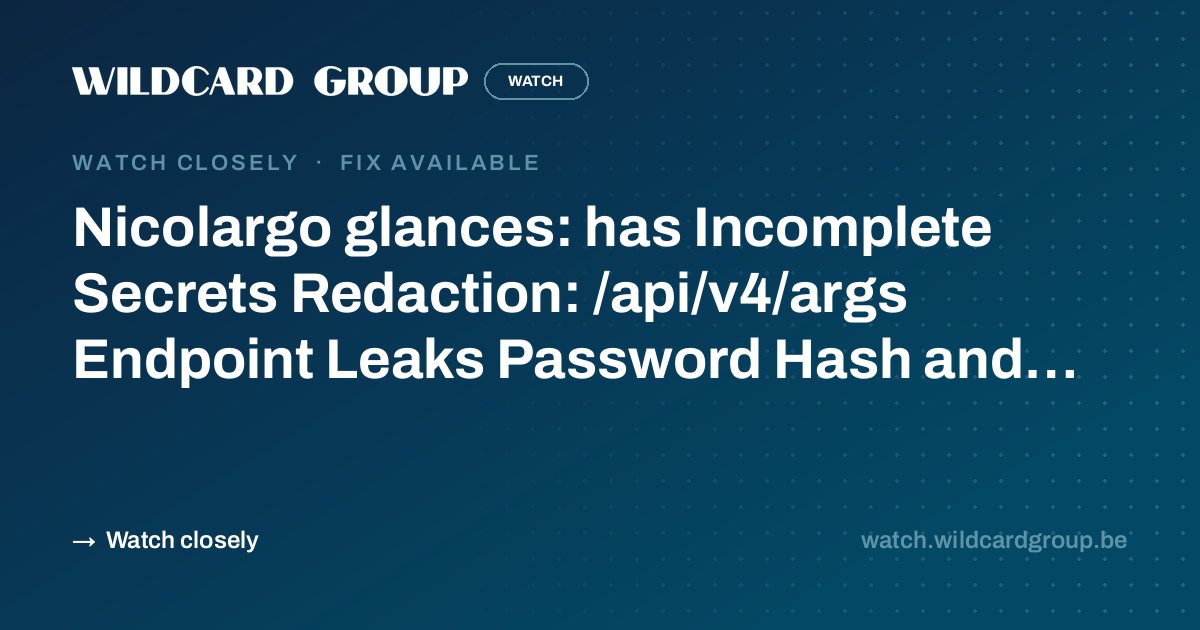 WILDCARD GROUP WATCH
WATCH CLOSELY · FIX AVAILABLE
Nicolargo glances: has Incomplete
Secrets Redaction: /api/v4/args
Endpoint Leaks Password Hash and…
→ Watch closely
watch.wildcardgroup.be